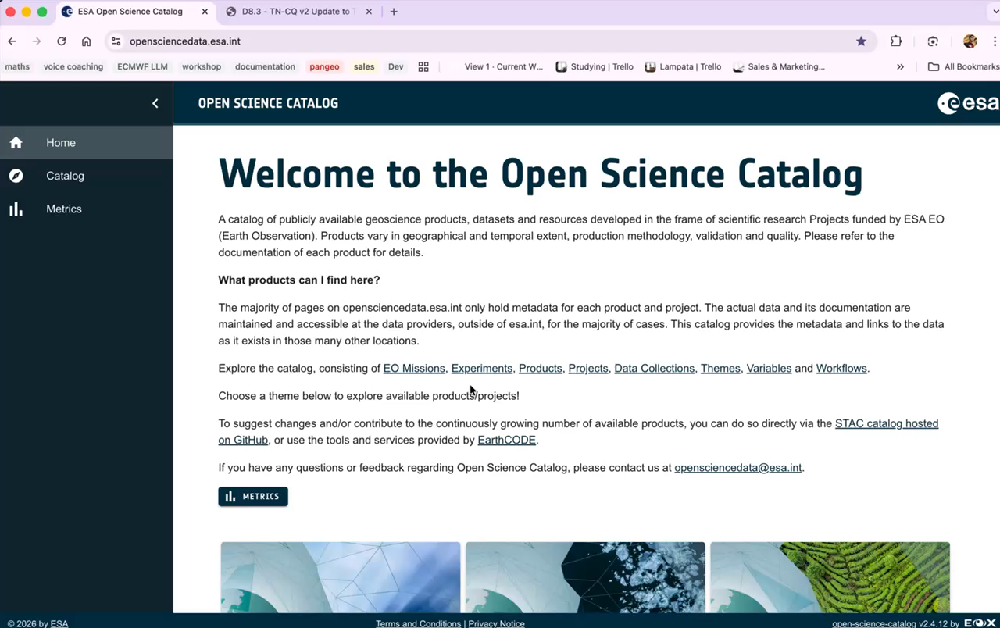 ESA Open Science Catalog
D8.3 - TN-CQ v2 Update to
opensciencedata.esa.int
maths voice coaching ECMWF LLM workshop documentation pangeo sales Dev View 1 · Current W... Studying | Trello Lampata | Trello Sales & Marketing... All Bookmarks
OPEN SCIENCE CATALOG
esa
Home
Catalog
Metrics
Welcome to the Open Science Catalog
A catalog of publicly available geoscience products, datasets and resources developed in the frame of scientific research Projects funded by ESA EO
(Earth Observation). Products vary in geographical and temporal extent, production methodology, validation and quality. Please refer to the
documentation of each product for details.
What products can I find here?
The majority of pages on opensciencedata.esa.int only hold metadata for each product and project. The actual data and its documentation are
maintained and accessible at the data providers, outside of esa.int, for the majority of cases. This catalog provides the metadata and links to the data
as it exists in those many other locations.
Explore the catalog, consisting of EO Missions, Experiments, Products, Projects, Data Collections, Themes, Variables and Workflows.
Choose a theme below to explore available products/projects!
To suggest changes and/or contribute to the continuously growing number of available products, you can do so directly via the STAC catalog hosted
on GitHub, or use the tools and services provided by EarthCODE.
If you have any questions or feedback regarding Open Science Catalog, please contact us at opensciencedata@esa.int.
METRICS
© 2026 by ESA
Terms and Conditions | Privacy Notice
open-science-catalog v2.4.12 by EOX